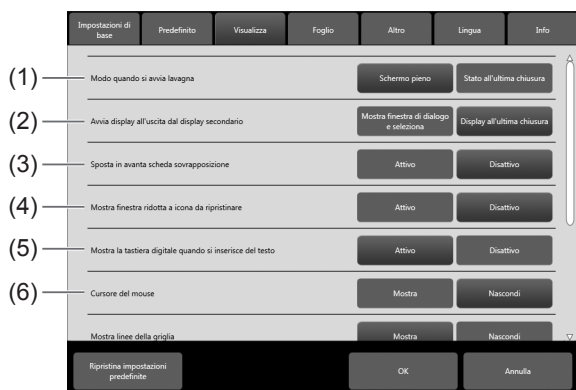 Impostazioni di
base
Predefinito
Visualizza
Foglio
Altro
Lingua
Info
(1)
Modo quando si avvia lavagna
Schermo pieno
Stato all'ultima chiusura
(2)
Avvia display all'uscita dal display secondario
Mostra finestra di dialogo
e seleziona
Display all'ultima chiusura
(3)
Sposta in avanta scheda sovrapposizione
Attivo
Disattivo
(4)
Mostra finestra ridotta a icona da ripristinare
Attivo
Disattivo
(5)
Mostra la tastiera digitale quando si inserisce del testo
Attivo
Disattivo
(6)
Cursore del mouse
Mostra
Nascondi
Mostra linee della griglia
Mostra
Nascondi
Ripristina impostazioni
predefinite
OK
Annulla